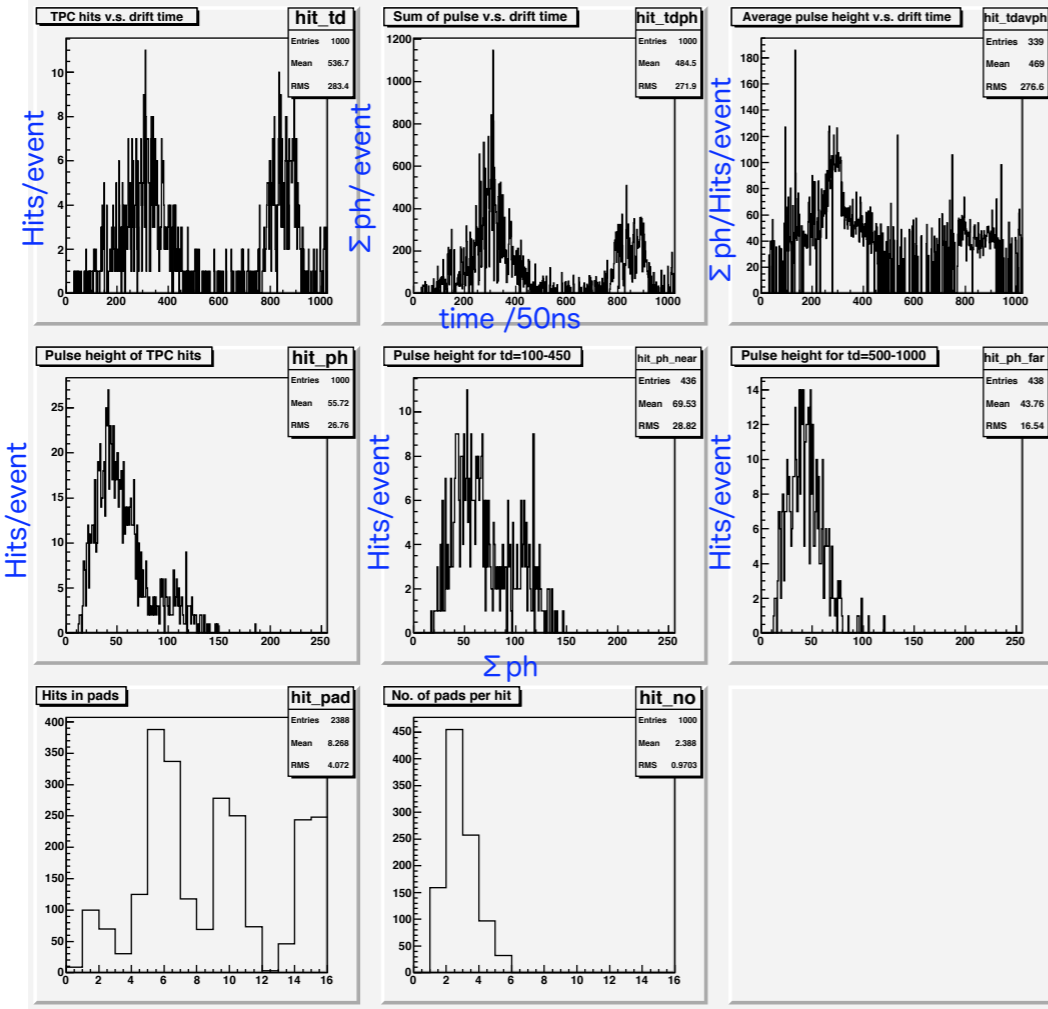 TPC hits v.s. drift time
hit_td
Entries 1000
Mean 536.7
RMS 283.4
Hits/event
0
2
4
6
8
10
0 200 400 600 800 1000
Sum of pulse v.s. drift time
hit_tdph
Entries 1000
Mean 484.5
RMS 271.9
Σ ph/ event
0
200
400
600
800
1000
1200
0 200 400 600 800 1000
time /50ns
Average pulse height v.s. drift time
hit_tdavph
Entries 339
Mean 469
RMS 276.6
Σ ph/Hits/event
0
20
40
60
80
100
120
140
160
180
0 200 400 600 800 1000
Pulse height of TPC hits
hit_ph
Entries 1000
Mean 55.72
RMS 26.76
Hits/event
0
5
10
15
20
25
0 50 100 150 200 250
Pulse height for td=100-450
hit_ph_near
Entries 436
Mean 69.53
RMS 28.82
Hits/event
0
2
4
6
8
10
0 50 100 150 200 250
Σ ph
Pulse height for td=500-1000
hit_ph_far
Entries 438
Mean 43.76
RMS 16.54
Hits/event
0
2
4
6
8
10
12
14
0 50 100 150 200 250
Hits in pads
hit_pad
Entries 2388
Mean 8.268
RMS 4.072
0
50
100
150
200
250
300
350
400
0 2 4 6 8 10 12 14 16
No. of pads per hit
hit_no
Entries 1000
Mean 2.388
RMS 0.9703
0
50
100
150
200
250
300
350
400
450
0 2 4 6 8 10 12 14 16